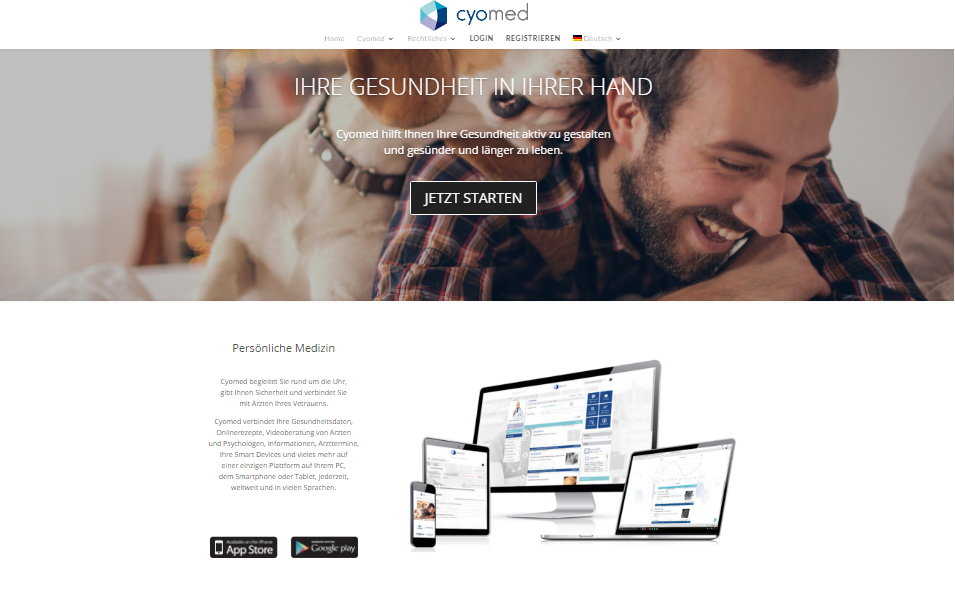 cyomed
Home Cyomed Rechtliches LOGIN REGISTRIEREN Deutsch
IHRE GESUNDHEIT IN IHRER HAND
Cyomed hilft Ihnen Ihre Gesundheit aktiv zu gestalten
und gesünder und länger zu leben.
JETZT STARTEN
Persönliche Medizin
Cyomed begleitet Sie rund um die Uhr,
gibt Ihnen Sicherheit und verbindet Sie
mit Ärzten Ihres Vetrauens.
Cyomed verbindet Ihre Gesundheitsdaten,
Onlinerezepte, Videoberatung von Ärzten
und Psychologen, Informationen, Arzttermine,
Ihre Smart Devices und vieles mehr auf
einer einzigen Plattform auf Ihrem PC,
dem Smartphone oder Tablet, jederzeit,
weltweit und in vielen Sprachen.
Available on the iPhone
App Store
Google play